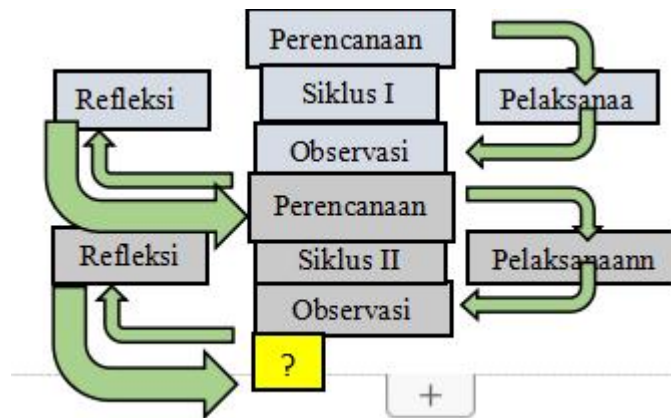 Perencanaan
Refleksi
Siklus I
Pelaksanaa
Observasi
Perencanaan
Refleksi
Siklus II
Pelaksanaann
Observasi
?
+